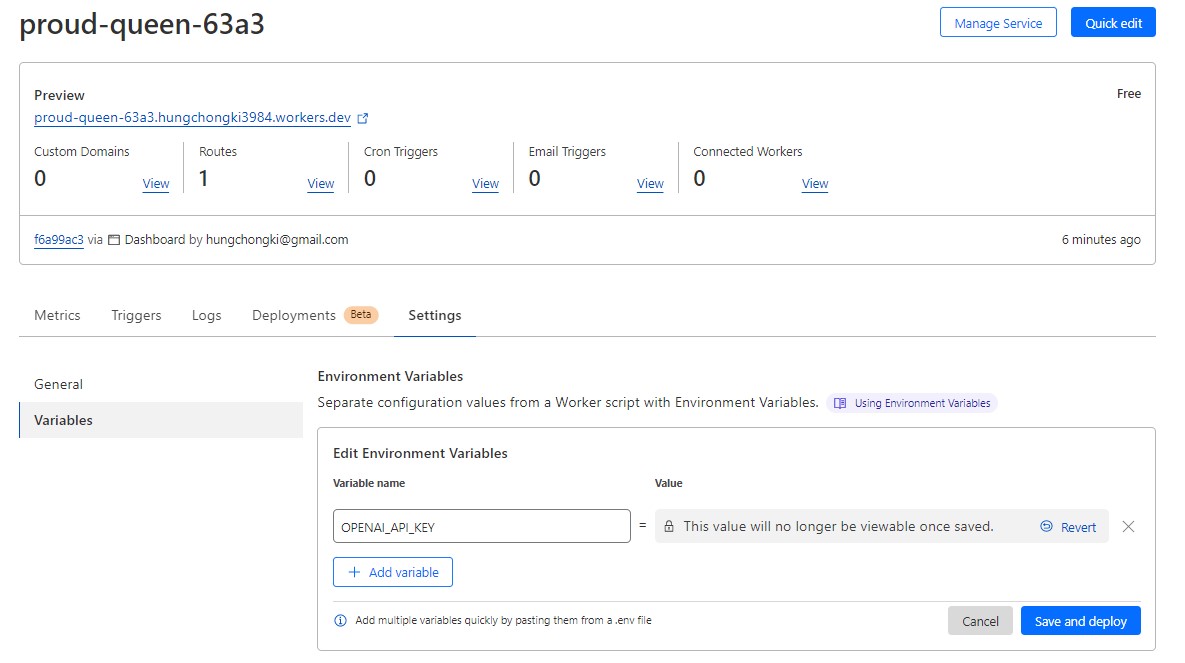 proud-queen-63a3
Manage Service
Quick edit
Preview
Free
proud-queen-63a3.hungchongki3984.workers.dev
Custom Domains
0
View
Routes
1
View
Cron Triggers
0
View
Email Triggers
0
View
Connected Workers
0
View
f6a99ac3 via Dashboard by hungchongki@gmail.com
6 minutes ago
Metrics
Triggers
Logs
Deployments Beta
Settings
General
Variables
Environment Variables
Separate configuration values from a Worker script with Environment Variables. Using Environment Variables
Edit Environment Variables
Variable name
Value
OPENAI_API_KEY = This value will no longer be viewable once saved. Revert
+ Add variable
Add multiple variables quickly by pasting them from a .env file
Cancel
Save and deploy